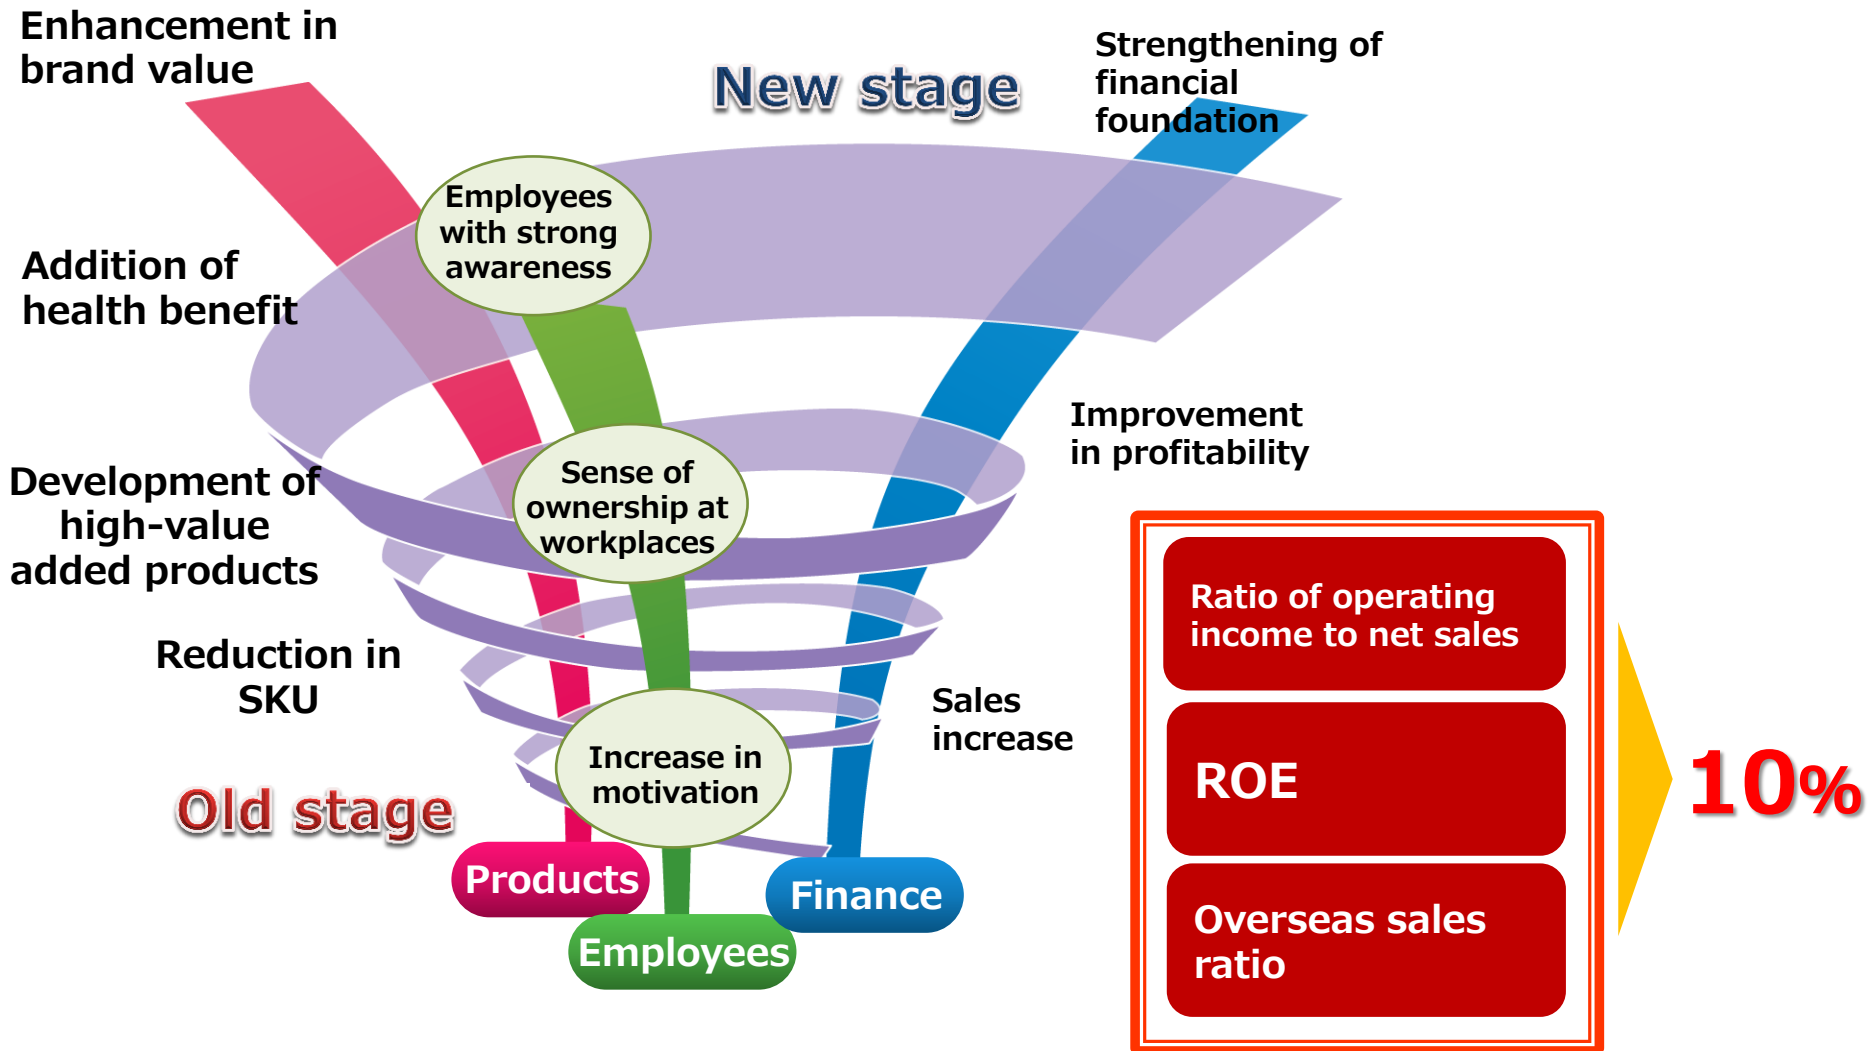 Enhancement in
brand value
New stage
Strengthening of
financial
foundation
Employees
with strong
awareness
Addition of
health benefit
Improvement
in profitability
Development of
high-value
added products
Sense of
ownership at
workplaces
Reduction in
SKU
Sales
increase
Increase in
motivation
Old stage
Products
Employees
Finance
Ratio of operating
income to net sales
ROE
Overseas sales
ratio
10%